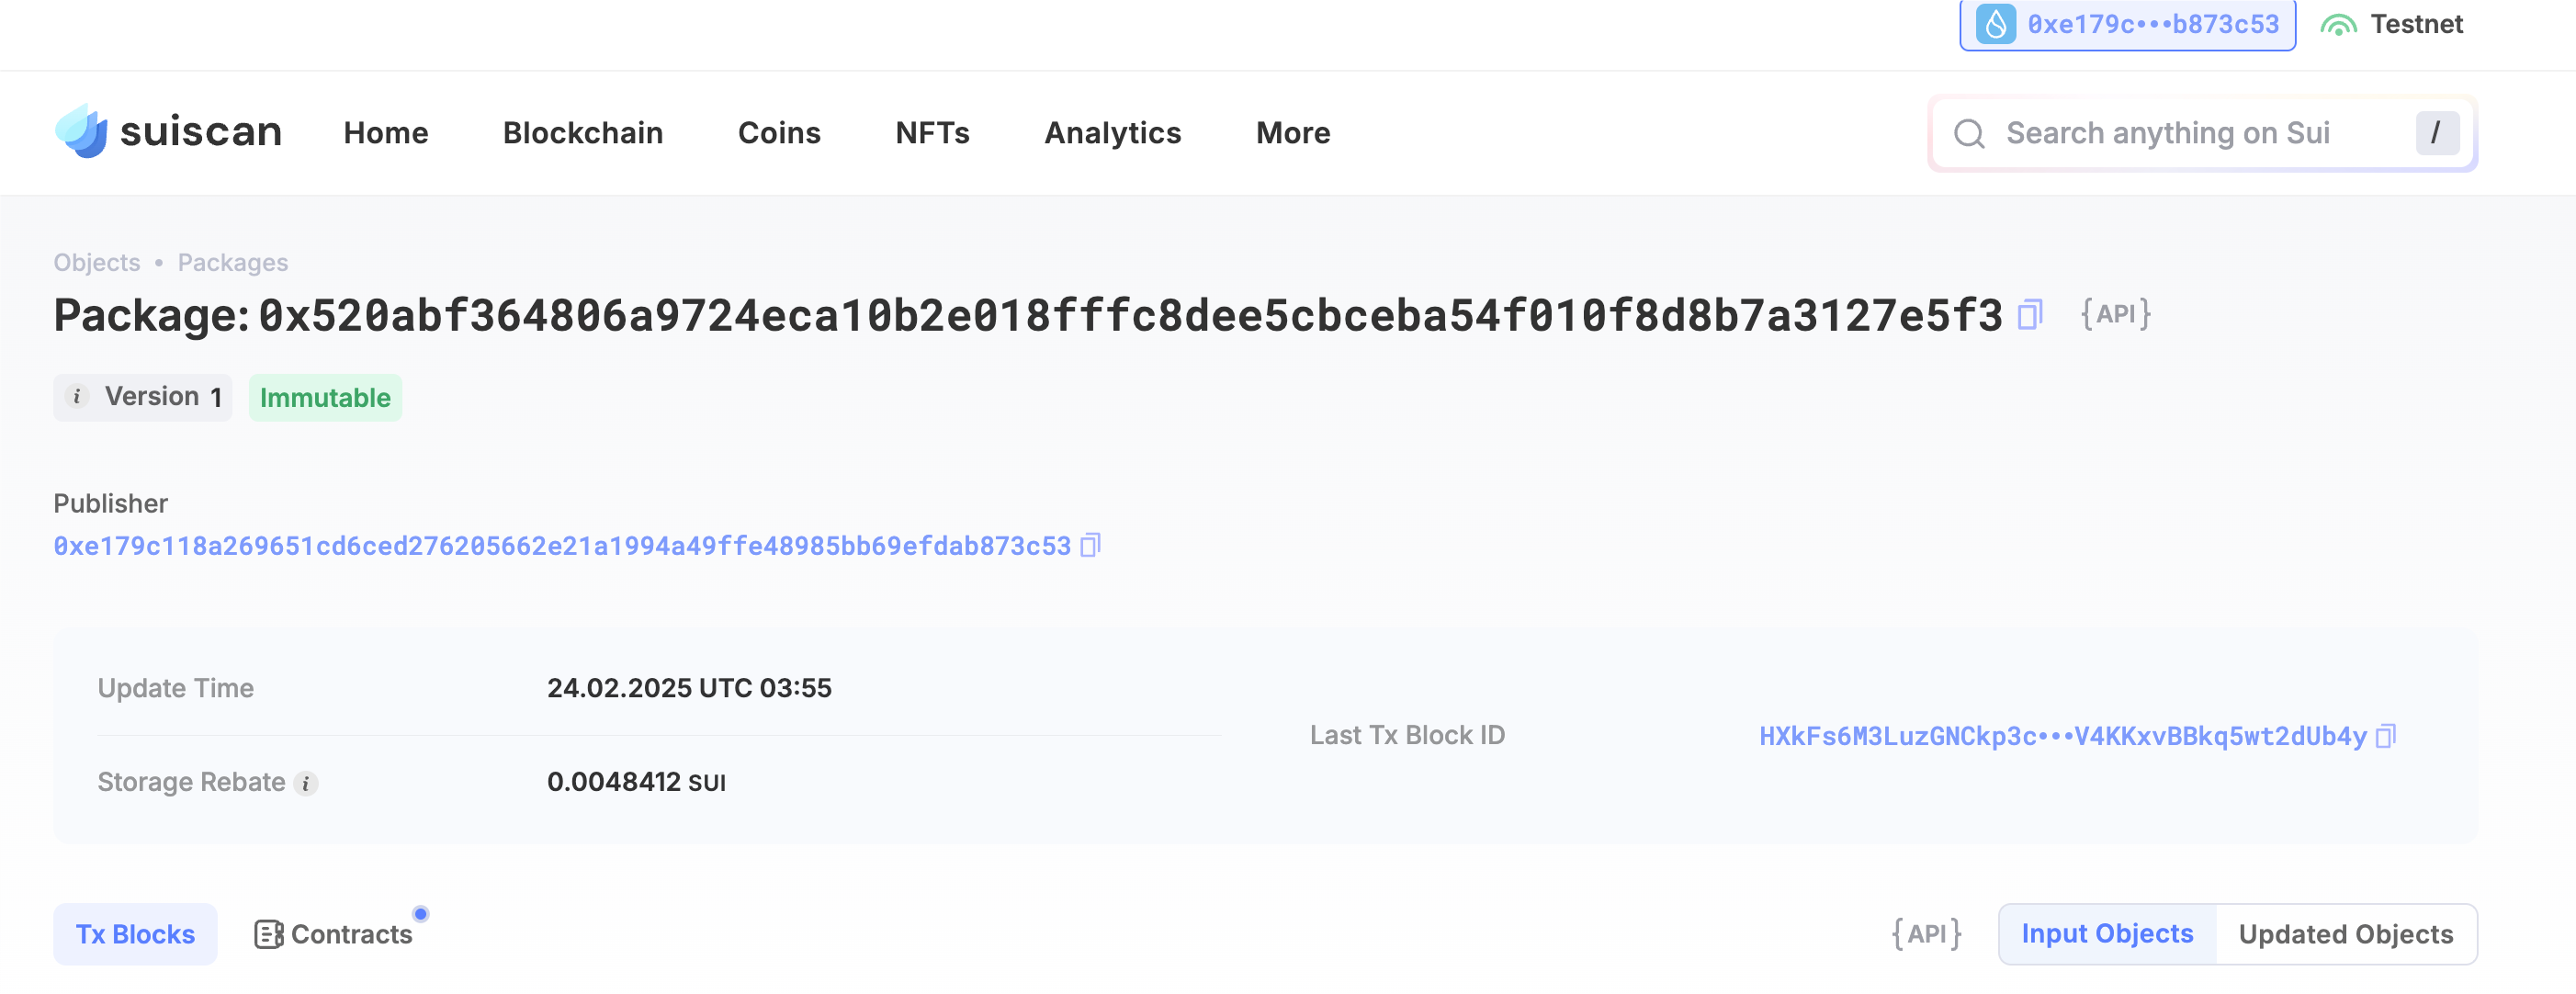 0xe179c•••b873c53 Testnet
suiscan Home Blockchain Coins NFTs Analytics More Search anything on Sui /
Objects • Packages
Package: 0x520abf364806a9724eca10b2e018fffc8dee5cbceba54f010f8d8b7a3127e5f3 {API}
i Version 1 Immutable
Publisher
0xe179c118a269651cd6ced276205662e21a1994a49ffe48985bb69efdab873c53
Update Time 24.02.2025 UTC 03:55
Last Tx Block ID HXkFs6M3LuzGNCkp3c•••V4KKxvBBkq5wt2dUb4y
Storage Rebate i 0.0048412 SUI
Tx Blocks Contracts {API} Input Objects Updated Objects